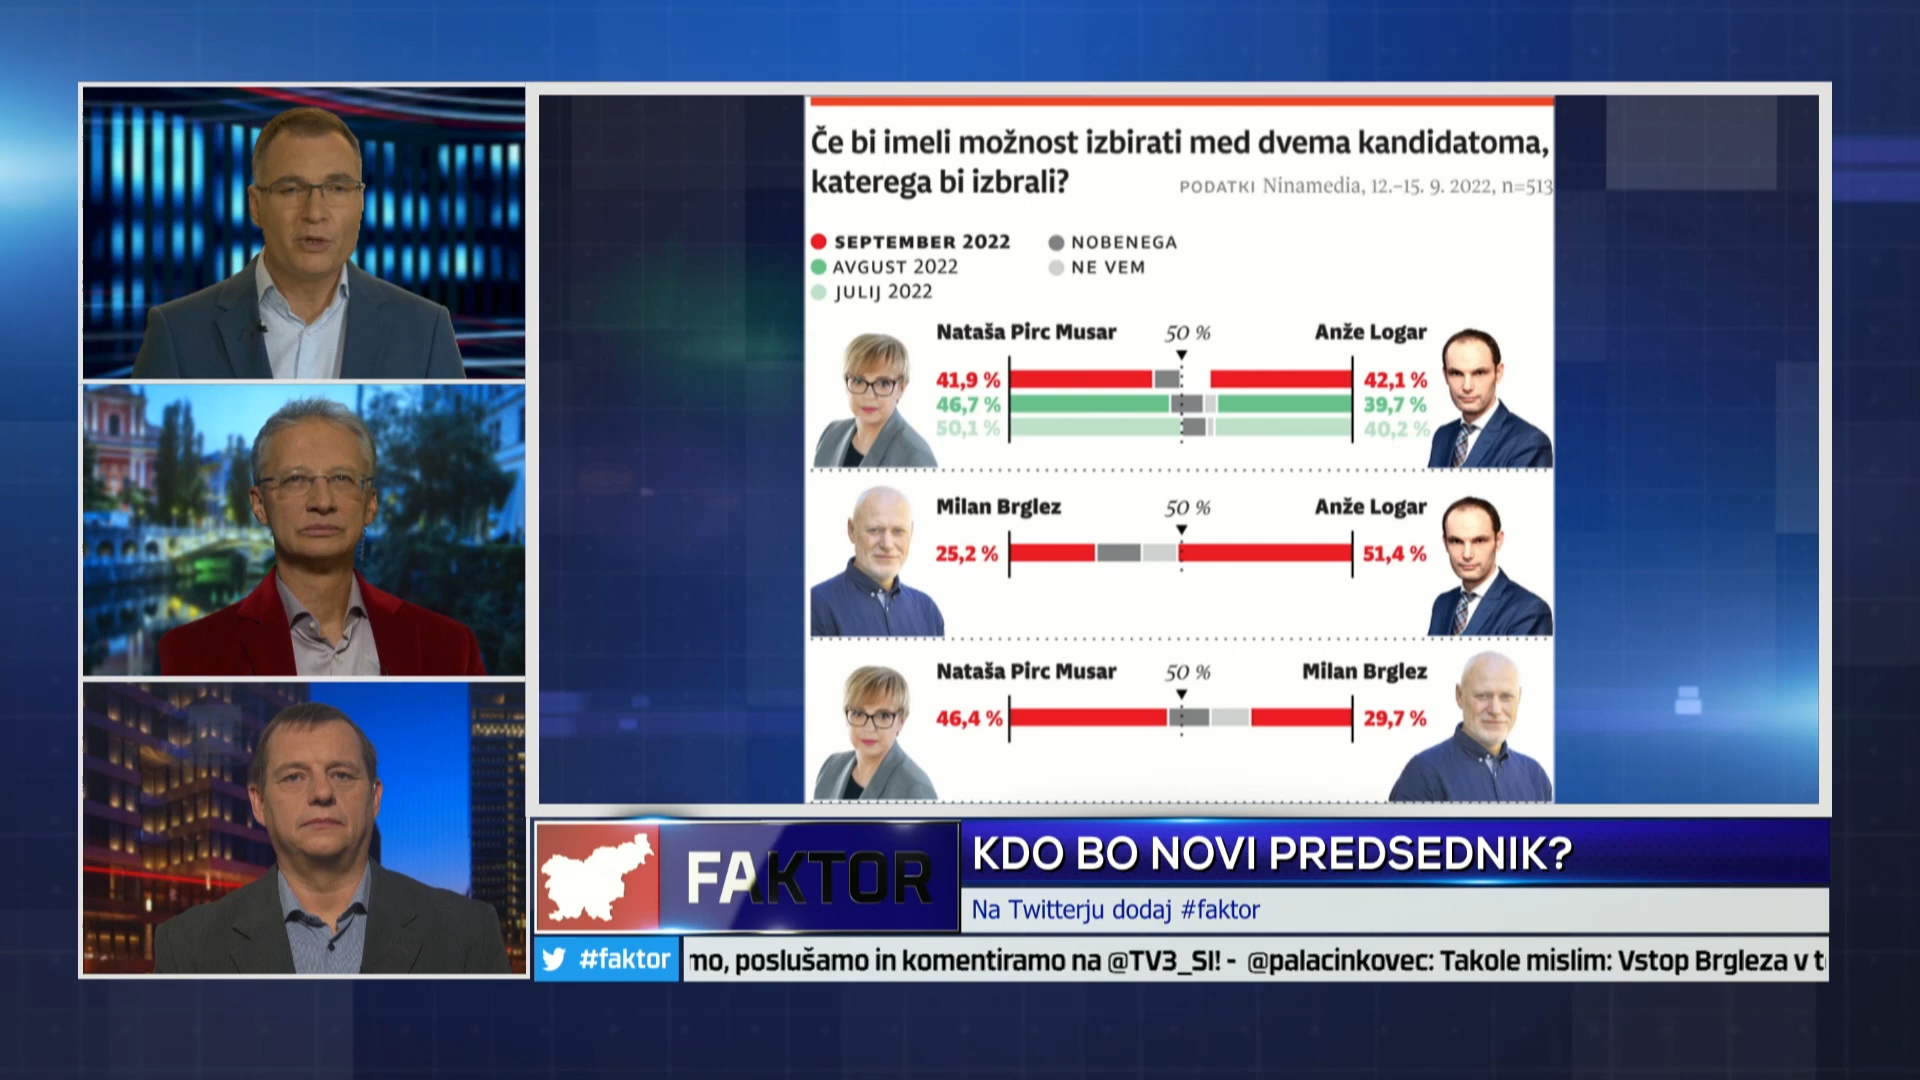 Če bi imeli možnost izbirati med dvema kandidatoma,
katerega bi izbrali?
PODATKI Ninamedia, 12.–15. 9. 2022, n=513
SEPTEMBER 2022
AVGUST 2022
JULIJ 2022
NOBENEGA
NE VEM
Nataša Pirc Musar 50 % Anže Logar
41,9 % 42,1 %
46,7 % 39,7 %
50,1 % 40,2 %
Milan Brglez 50 % Anže Logar
25,2 % 51,4 %
Nataša Pirc Musar 50 % Milan Brglez
46,4 % 29,7 %
FAKTOR
KDO BO NOVI PREDSEDNIK?
Na Twitterju dodaj #faktor
#faktor
mo, poslušamo in komentiramo na @TV3_SI! - @palacinkovec: Takole mislim: Vstop Brgleza v t